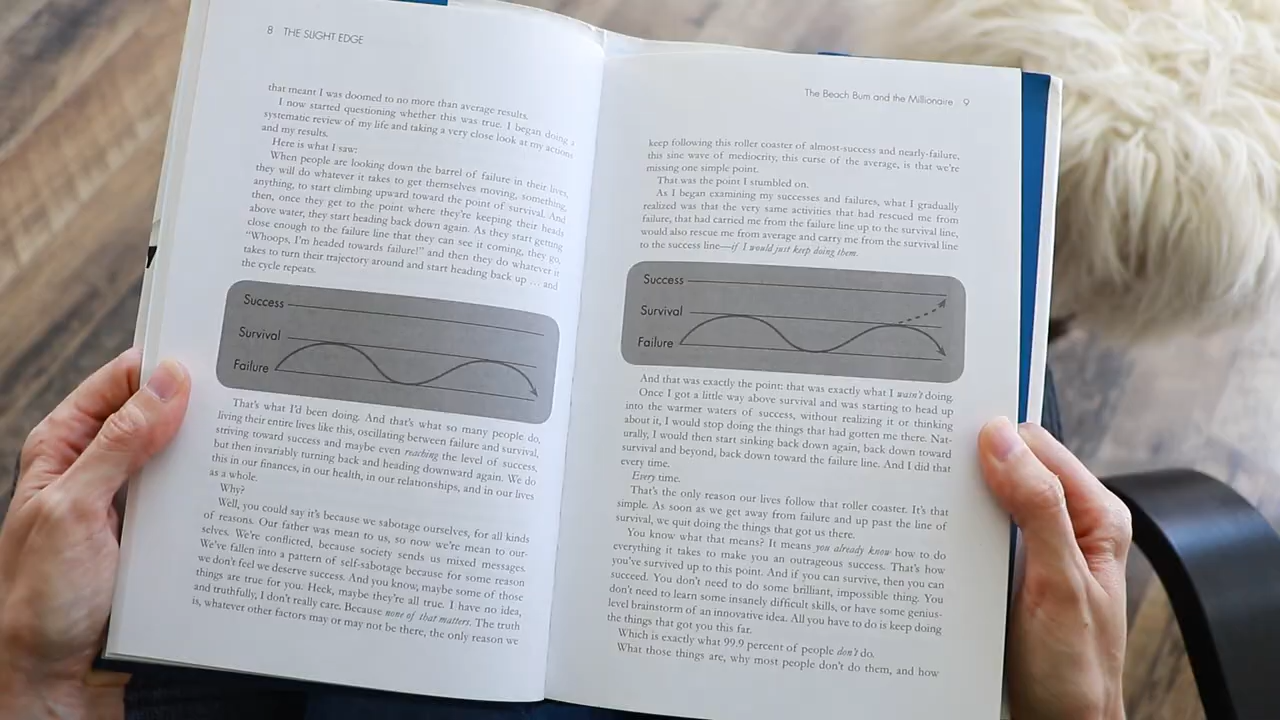 8 THE SLIGHT EDGE
that meant I was doomed to no more than average results.
I now started questioning whether this was true. I began doing a
systematic review of my life and taking a very close look at my actions
and my results.
Here is what I saw:
When people are looking down the barrel of failure in their lives,
they will do whatever it takes to get themselves moving, something,
anything, to start climbing upward toward the point of survival. And
then, once they get to the point where they're keeping their heads
above water, they start heading back down again. As they start getting
close enough to the failure line that they can see it coming, they go,
"Whoops, I'm headed towards failure!" and then they do whatever it
takes to turn their trajectory around and start heading back up ... and
the cycle repeats.
Success
Survival
Failure
That's what I'd been doing. And that's what so many people do,
living their entire lives like this, oscillating between failure and survival,
striving toward success and maybe even reaching the level of success,
but then invariably turning back and heading downward again. We do
this in our finances, in our health, in our relationships, and in our lives
as a whole.
Why?
Well, you could say it's because we sabotage ourselves, for all kinds
of reasons. Our father was mean to us, so now we're mean to our-
selves. We're conflicted, because society sends us mixed messages.
We've fallen into a pattern of self-sabotage because for some reason
we don't feel we deserve success. And you know, maybe some of those
things are true for you. Heck, maybe they're all true. I have no idea,
and truthfully, I don't really care. Because none of that matters. The truth
is, whatever other factors may or may not be there, the only reason we
The Beach Bum and the Millionaire 9
keep following this roller coaster of almost-success and nearly-failure,
this sine wave of mediocrity, this curse of the average, is that we're
missing one simple point.
That was the point I stumbled on.
As I began examining my successes and failures, what I gradually
realized was that the very same activities that had rescued me from
failure, that had carried me from the failure line up to the survival line,
would also rescue me from average and carry me from the survival line
to the success line—if I would just keep doing them.
Success
Survival
Failure
And that was exactly the point: that was exactly what I wasn't doing.
Once I got a little way above survival and was starting to head up
into the warmer waters of success, without realizing it or thinking
about it, I would stop doing the things that had gotten me there. Nat-
urally, I would then start sinking back down again, back down toward
survival and beyond, back down toward the failure line. And I did that
every time.
Every time.
That's the only reason our lives follow that roller coaster. It's that
simple. As soon as we get away from failure and up past the line of
survival, we quit doing the things that got us there.
You know what that means? It means you already know how to do
everything it takes to make you an outrageous success. That's how
you've survived up to this point. And if you can survive, then you can
succeed. You don't need to do some brilliant, impossible thing. You
don't need to learn some insanely difficult skills, or have some genius-
level brainstorm of an innovative idea. All you have to do is keep doing
the things that got you this far.
Which is exactly what 99.9 percent of people don't do.
What those things are, why most people don't do them, and how